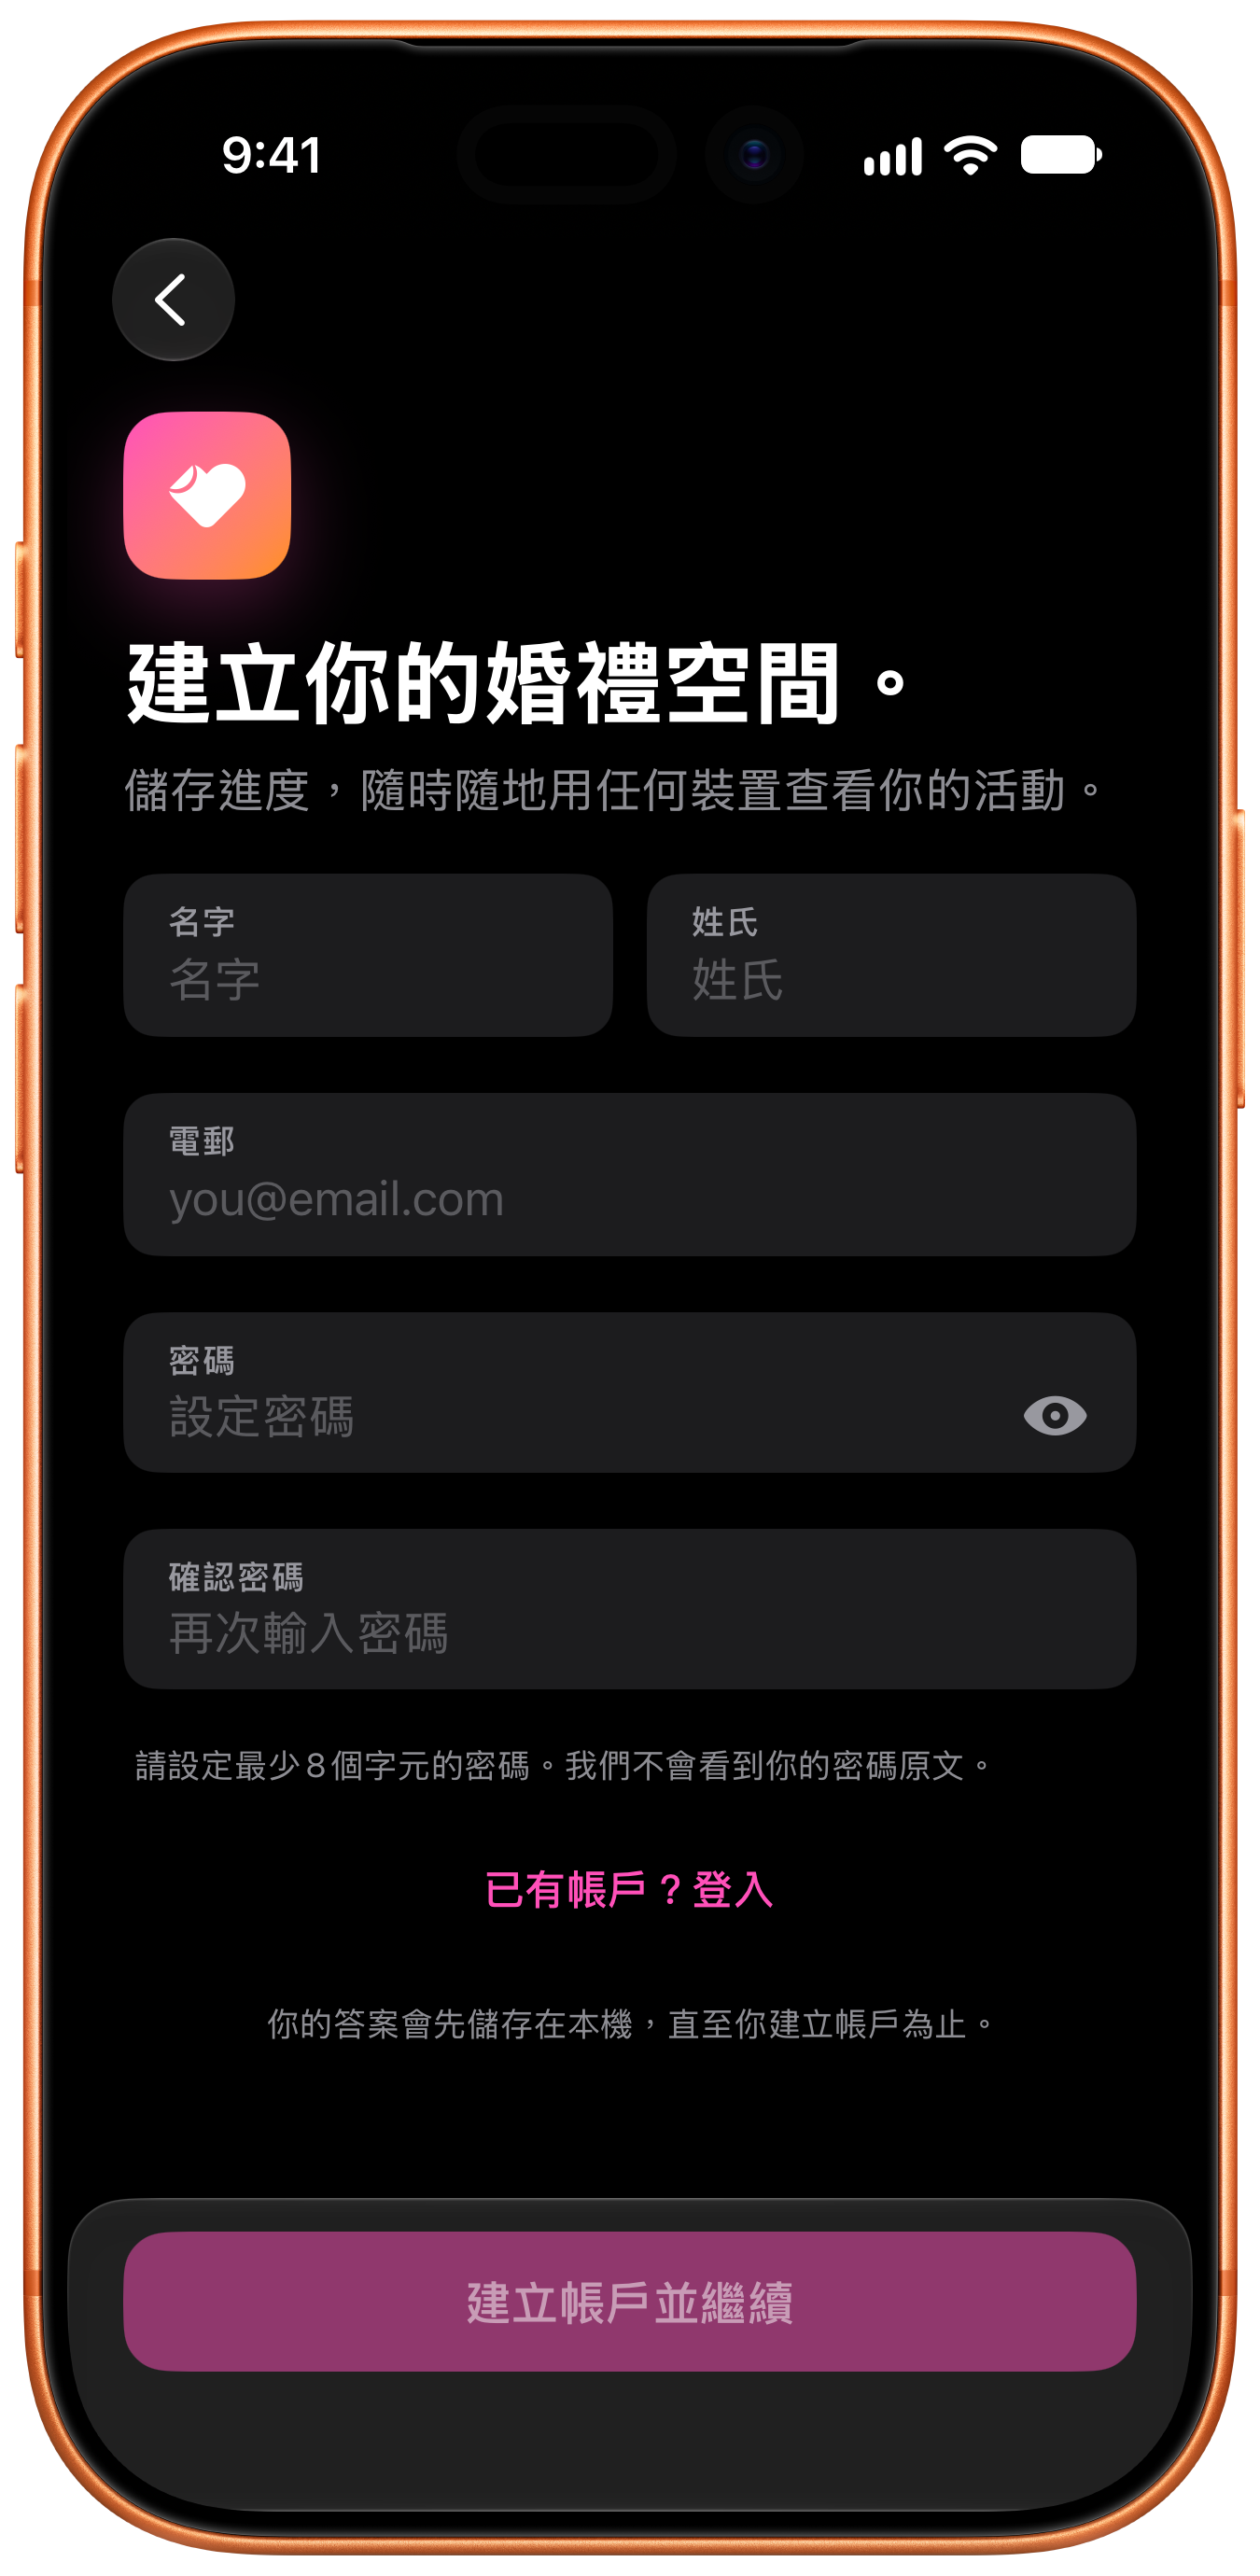 9:41
建立你的婚禮空間。
儲存進度，隨時隨地用任何裝置查看你的活動。
名字
名字
姓氏
姓氏
電郵
you@email.com
密碼
設定密碼
確認密碼
再次輸入密碼
請設定最少8個字元的密碼。我們不會看到你的密碼原文。
已有帳戶？登入
你的答案會先儲存在本機，直至你建立帳戶為止。
建立帳戶並繼續